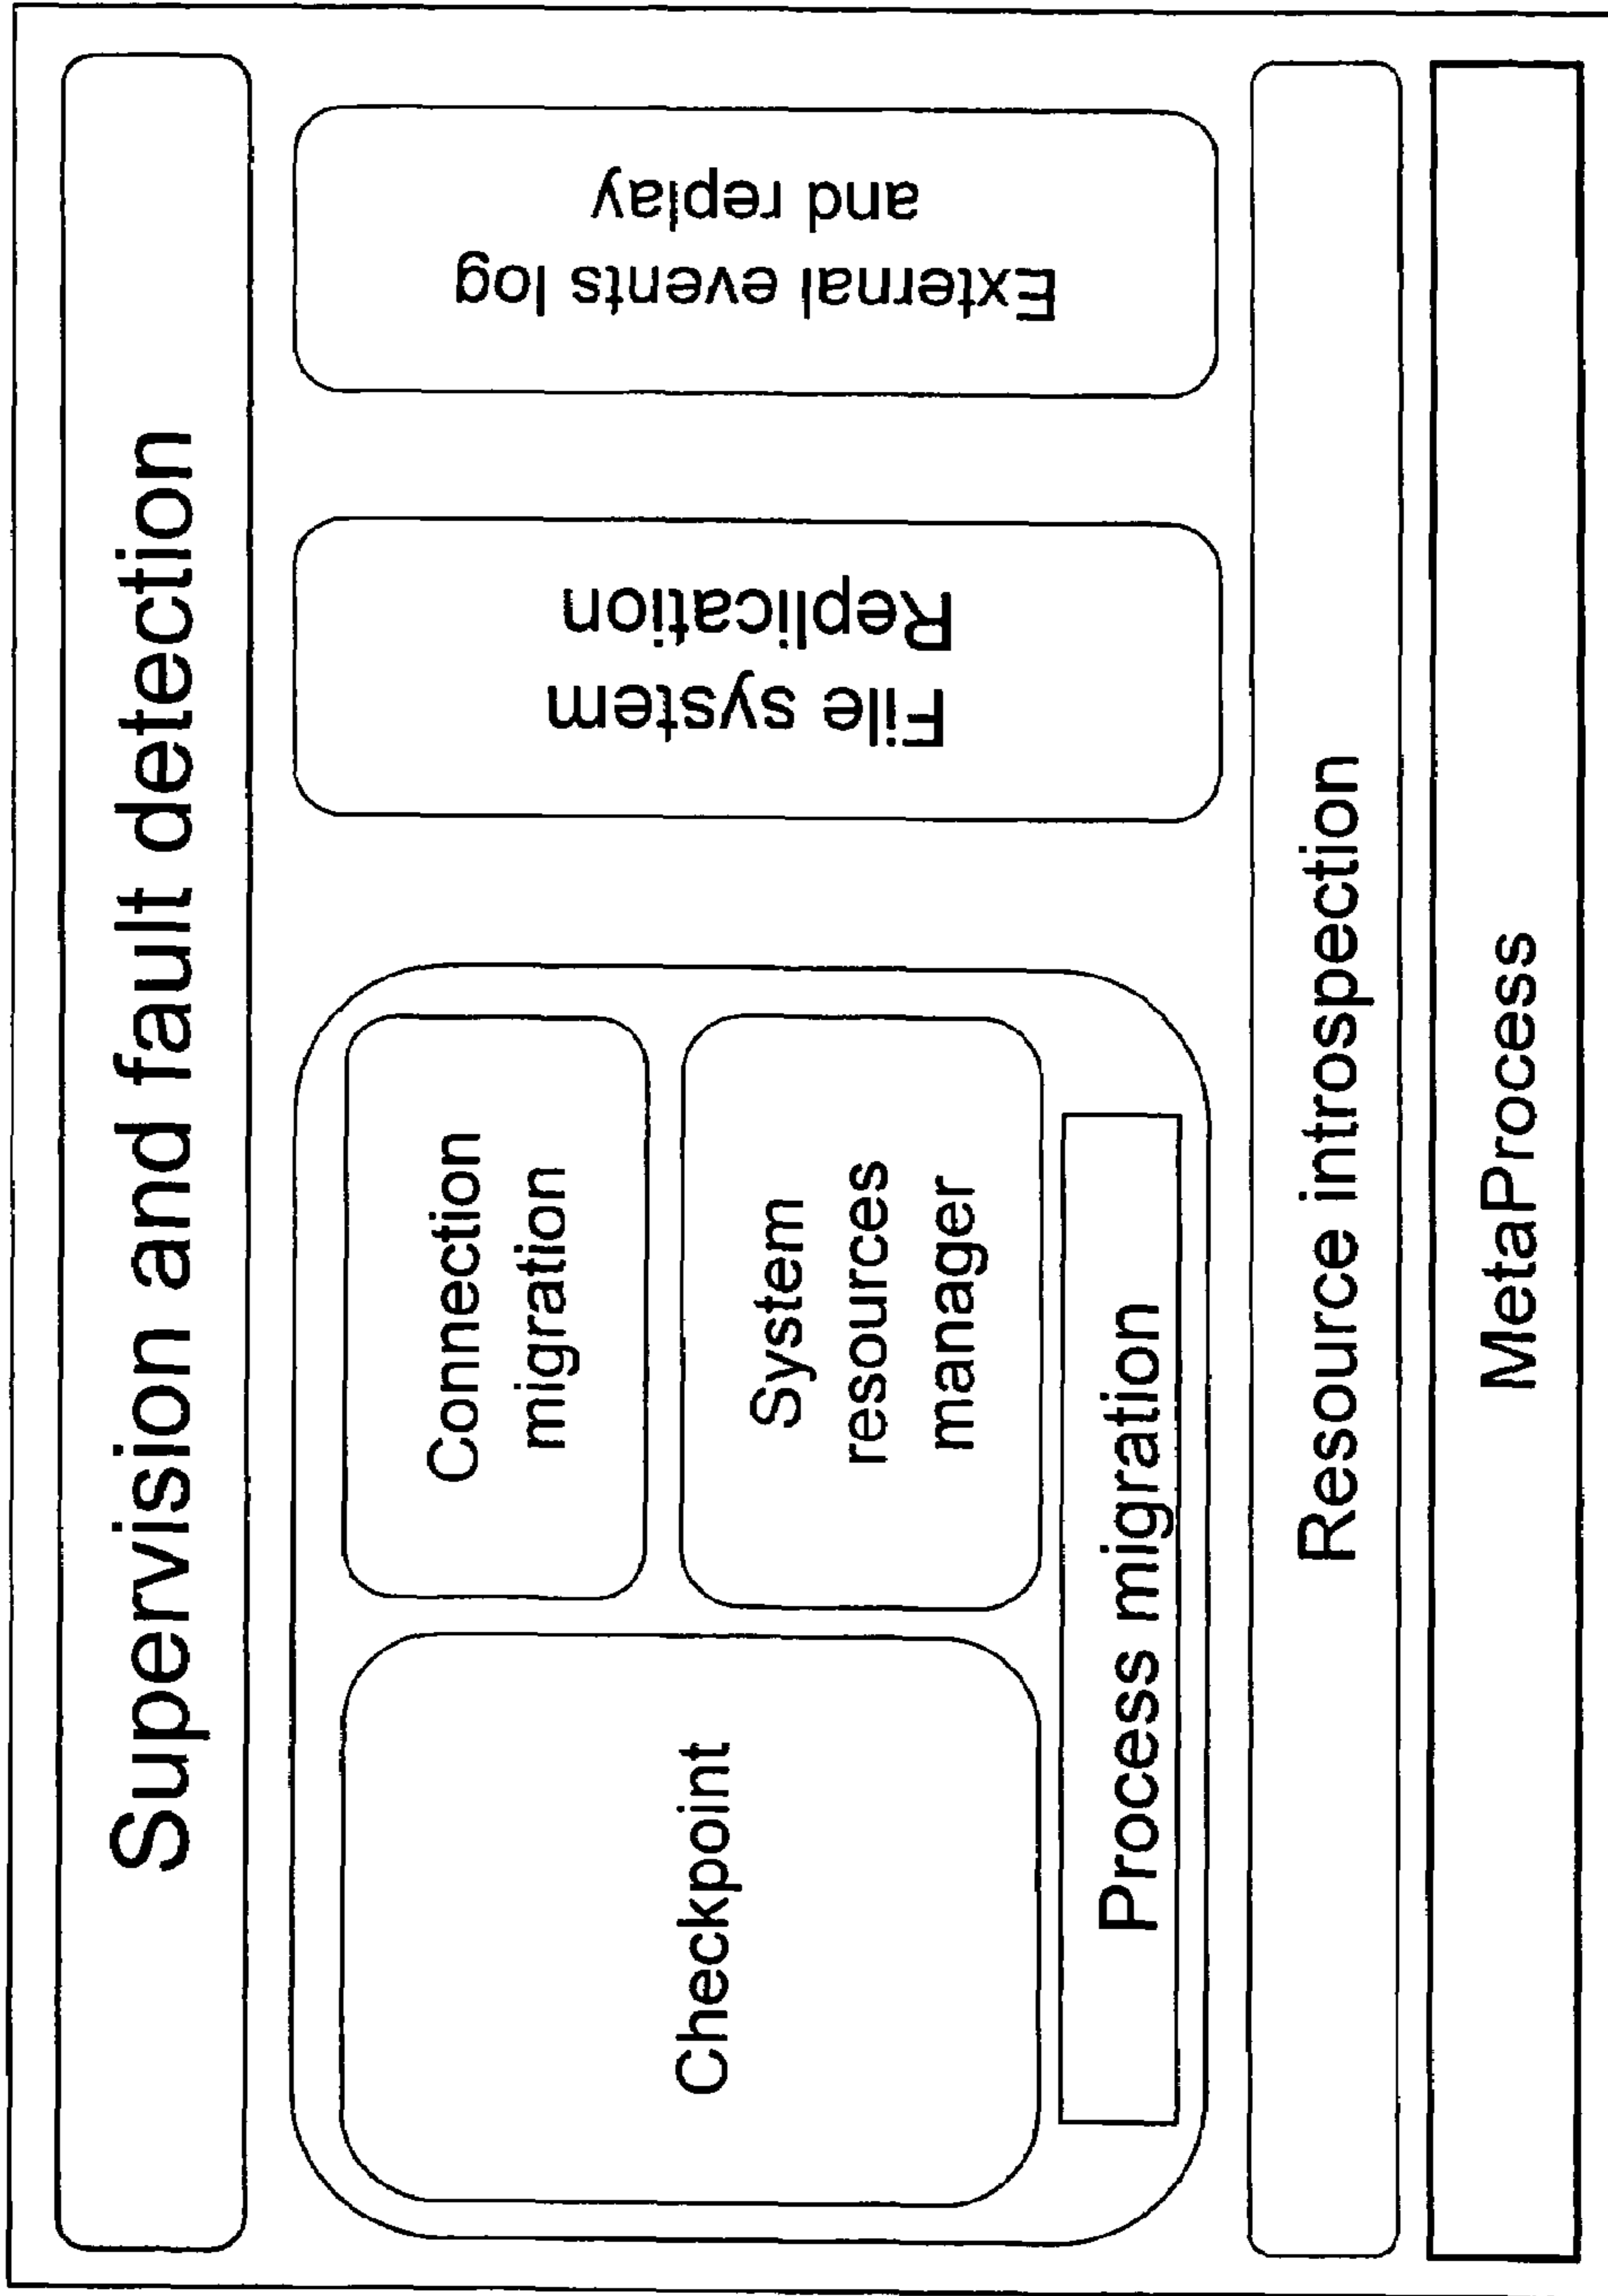 Supervision and fault detection
Checkpoint
Connection
migration
System
resources
manager
Process migration
File system
Replication
External events log
and replay
Resource introspection
MetaProcess